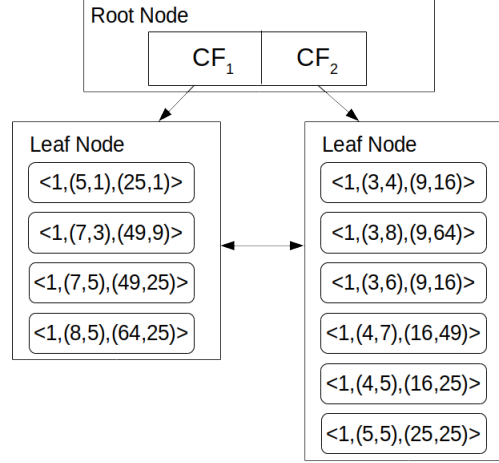 Root Node
CF1 CF2
Leaf Node
<1,(5,1),(25,1)>
<1,(7,3),(49,9)>
<1,(7,5),(49,25)>
<1,(8,5),(64,25)>
Leaf Node
<1,(3,4),(9,16)>
<1,(3,8),(9,64)>
<1,(3,6),(9,16)>
<1,(4,7),(16,49)>
<1,(4,5),(16,25)>
<1,(5,5),(25,25)>